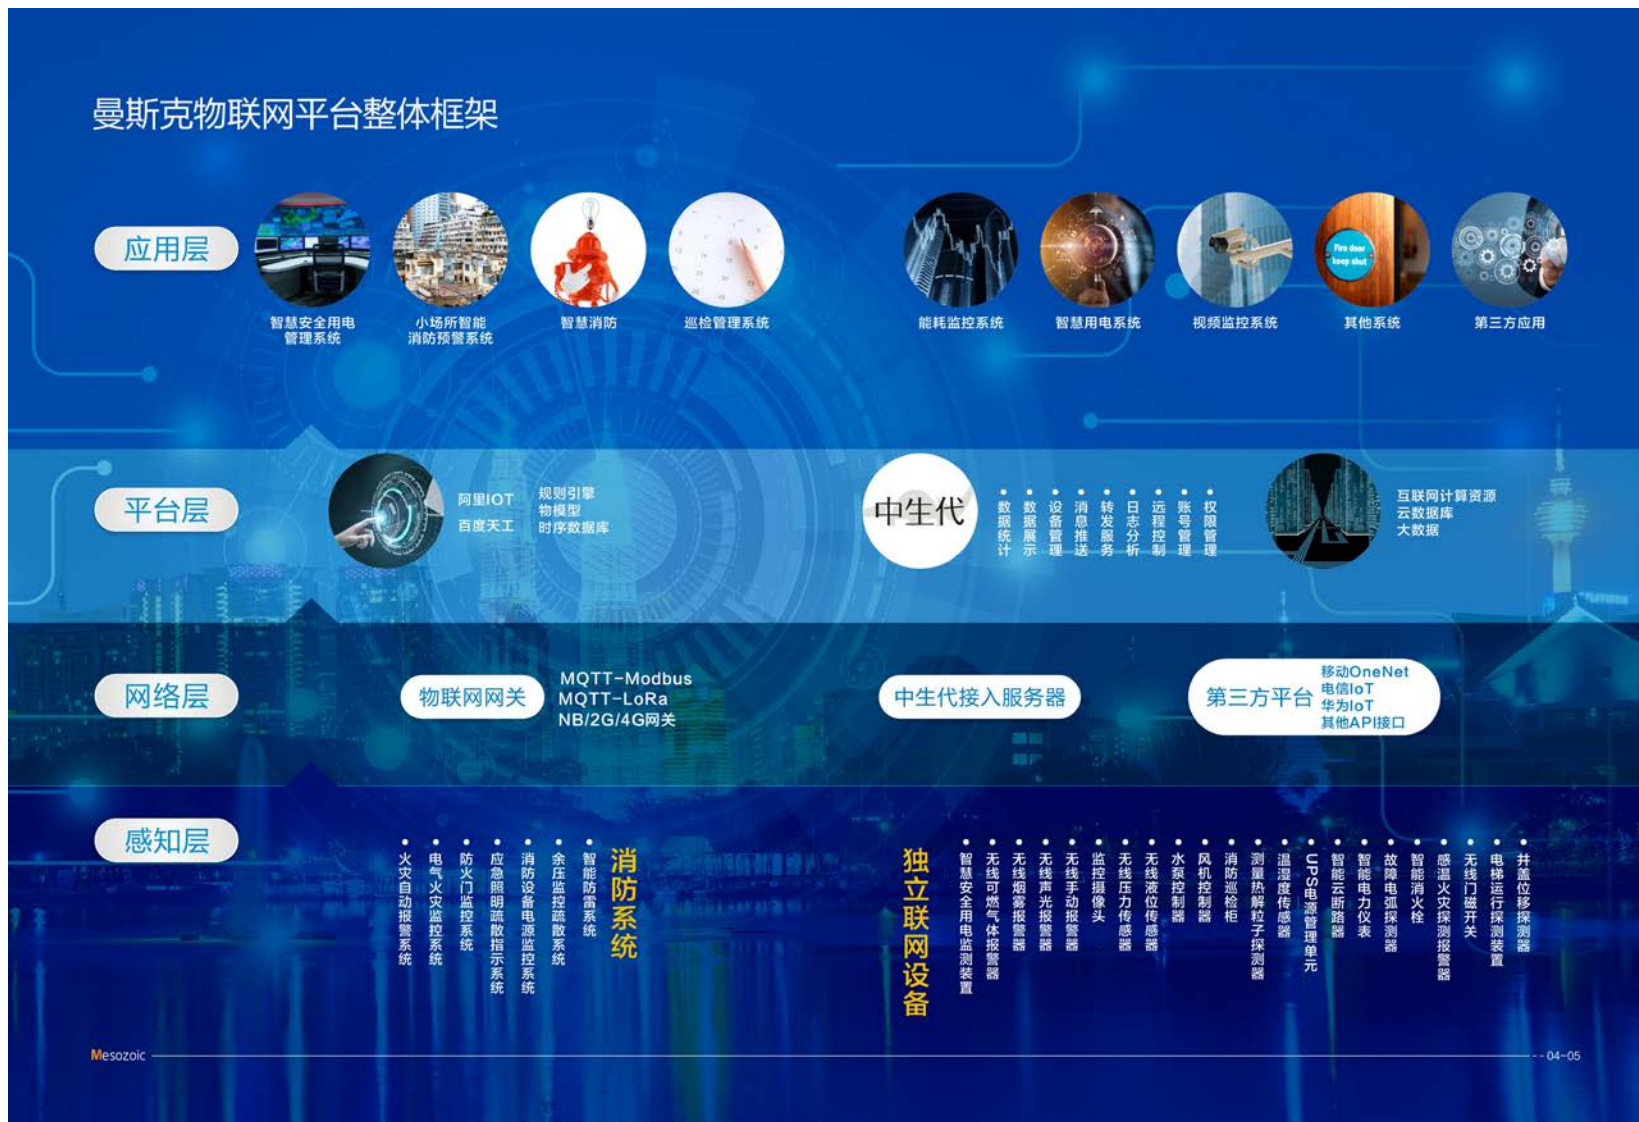 曼斯克物联网平台整体框架
应用层
智慧安全用电
管理系统
小场所智能
消防预警系统
智慧消防
巡检管理系统
能耗监控系统
智慧用电系统
视频监控系统
Fire door
keep shut
其他系统
第三方应用
平台层
阿里IOT
百度天工
规则引擎
物模型
时序数据库
中生代
数据统计
数据展示
设备管理
消息推送
转发服务
日志分析
远程控制
账号管理
权限管理
互联网计算资源
云数据库
大数据
网络层
物联网网关
MQTT-Modbus
MQTT-LoRa
NB/2G/4G网关
中生代接入服务器
第三方平台
移动OneNet
电信IoT
华为IoT
其他API接口
感知层
火灾自动报警系统
电气火灾监控系统
防火门监控系统
应急照明疏散指示系统
消防设备电源监控系统
余压监控疏散系统
智能防雷系统
消防系统
独立联网设备
智慧安全用电监测装置
无线可燃气体报警器
无线烟雾报警器
无线声光报警器
无线手动报警器
监控摄像头
无线压力传感器
无线液位传感器
水泵控制器
风机控制器
消防巡检柜
测量热解粒子探测器
温湿度传感器
UPS电源管理单元
智能云断路器
智能电力仪表
故障电弧探测器
智能消火栓
感温火灾探测报警器
无线门磁开关
电梯运行探测装置
井盖位移探测器
Mesozoic
04-05